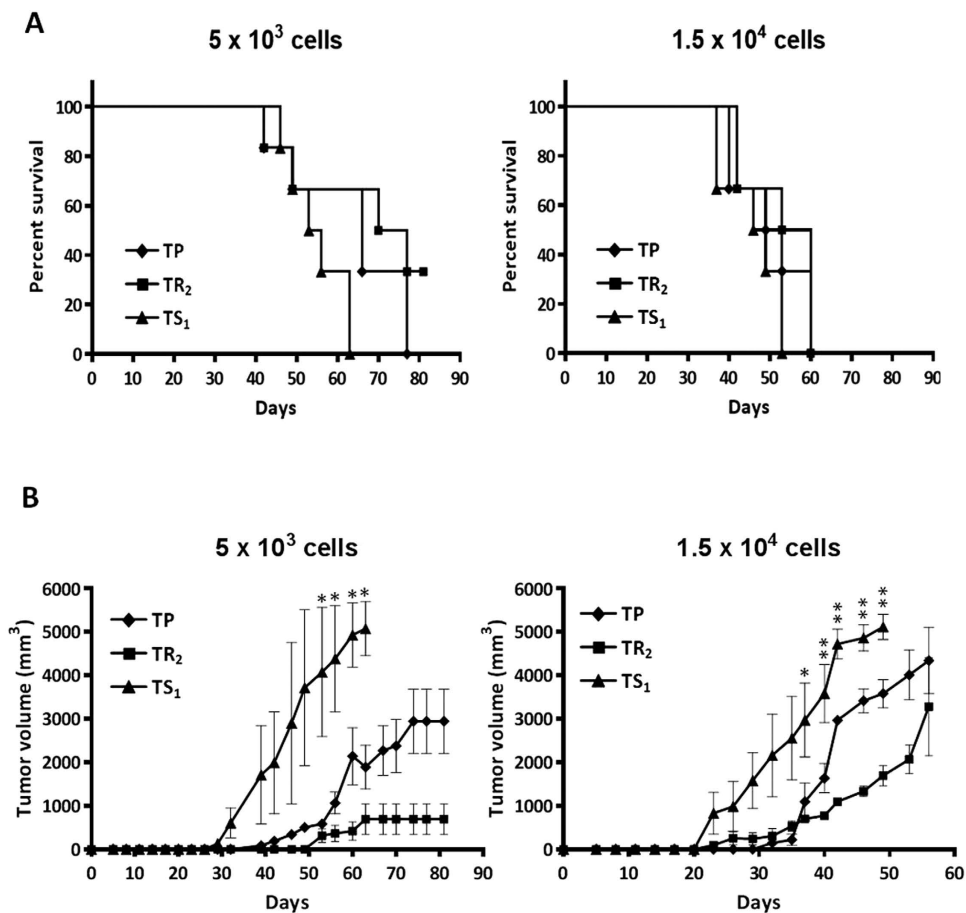 A
5 x 10³ cells
1.5 x 10⁴ cells
Percent survival
100
80
60
40
20
0
TP
TR₂
TS₁
0 10 20 30 40 50 60 70 80 90
Days
Percent survival
100
80
60
40
20
0
TP
TR₂
TS₁
0 10 20 30 40 50 60 70 80 90
Days
B
5 x 10³ cells
1.5 x 10⁴ cells
Tumor volume (mm³)
6000
5000
4000
3000
2000
1000
0
TP
TR₂
TS₁
* * * *
0 10 20 30 40 50 60 70 80 90
Days
Tumor volume (mm³)
6000
5000
4000
3000
2000
1000
0
TP
TR₂
TS₁
* ** ** ** **
0 10 20 30 40 50 60
Days